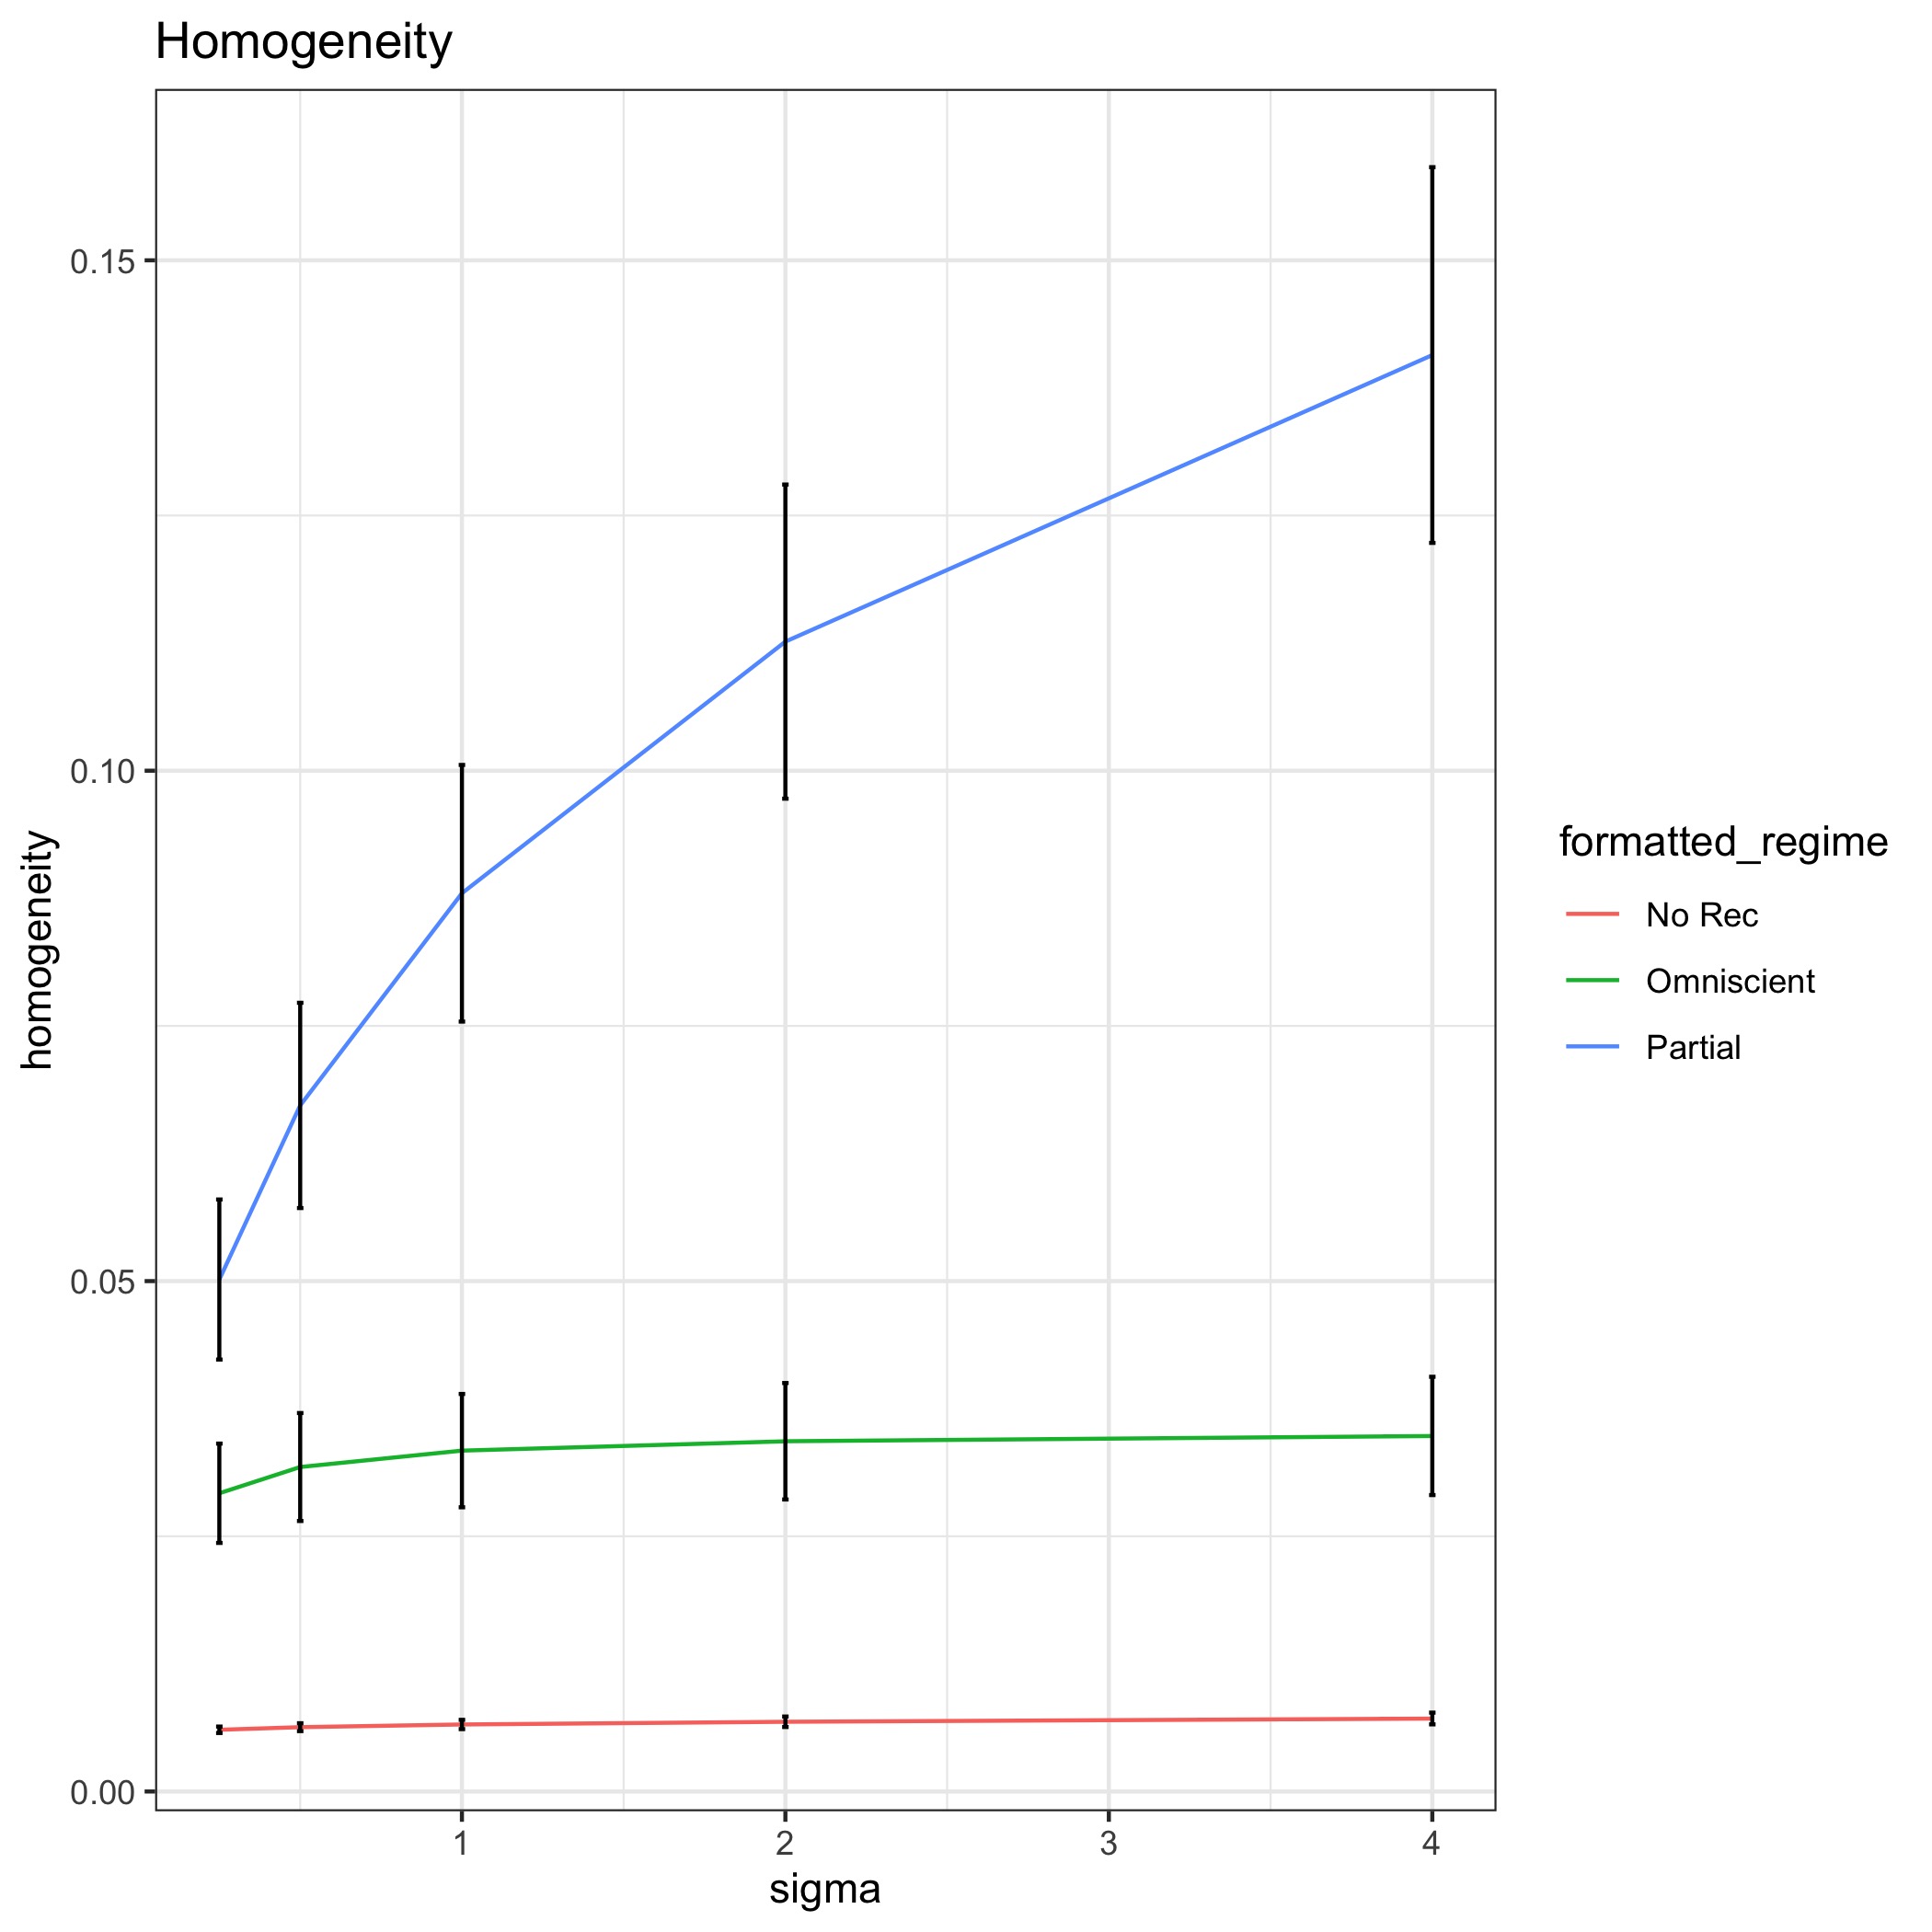 Homogeneity
homogeneity
0.15
0.10
0.05
0.00
1 2 3 4
sigma
formatted_regime
No Rec
Omniscient
Partial